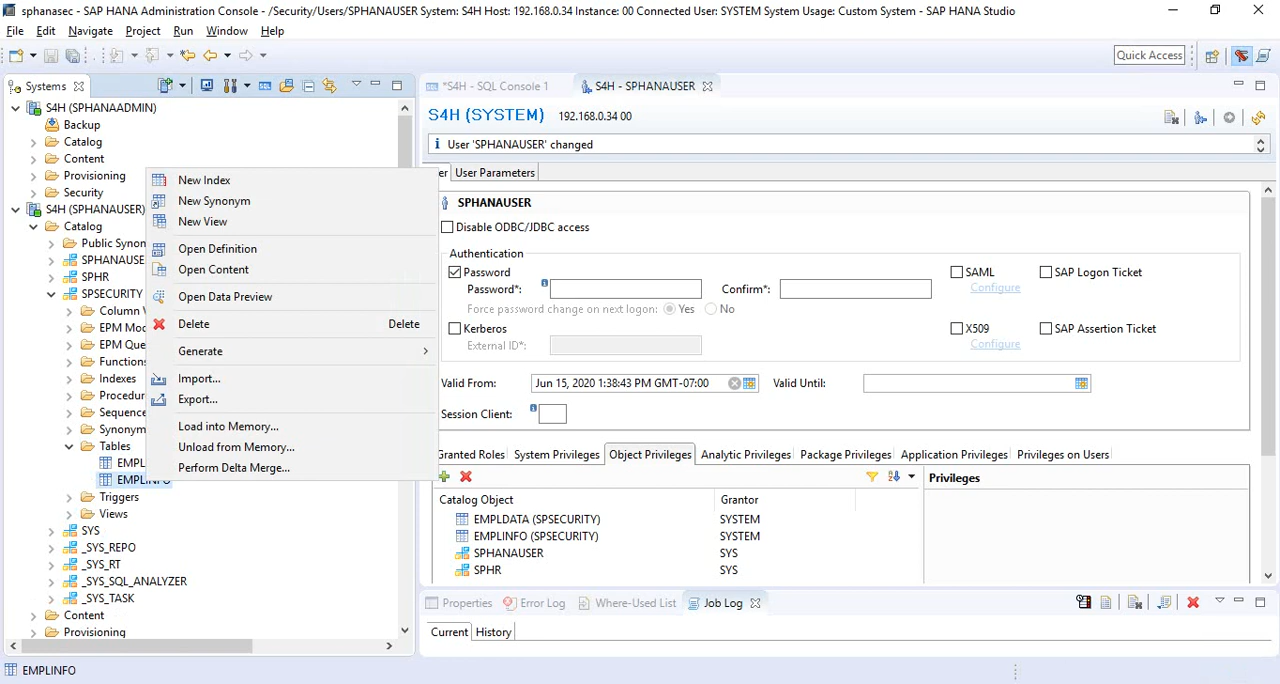 sphanasec - SAP HANA Administration Console - /Security/Users/SPHANAUSER System: S4H Host: 192.168.0.34 Instance: 00 Connected User: SYSTEM System Usage: Custom System - SAP HANA Studio
File Edit Navigate Project Run Window Help
Quick Access
Systems
S4H (SPHANAADMIN)
Backup
Catalog
Content
Provisioning
Security
S4H (SPHANAUSER)
Catalog
Public Synon
SPHANAUSE
SPHR
SPSECURITY
Column V
EPM Mod
EPM Que
Functions
Indexes
Procedur
Sequence
Synonym
Tables
EMPL
EMPLINFO
Triggers
Views
SYS
_SYS_REPO
_SYS_RT
_SYS_SQL_ANALYZER
_SYS_TASK
Content
Provisioning
New Index
New Synonym
New View
Open Definition
Open Content
Open Data Preview
Delete Delete
Generate
Import...
Export...
Load into Memory...
Unload from Memory...
Perform Delta Merge...
*S4H - SQL Console 1
S4H - SPHANAUSER
S4H (SYSTEM) 192.168.0.34 00
User 'SPHANAUSER' changed
er User Parameters
SPHANAUSER
Disable ODBC/JDBC access
Authentication
Password
SAML
SAP Logon Ticket
Password*:
Confirm*:
Configure
Force password change on next logon: Yes No
Kerberos
X509
SAP Assertion Ticket
External ID*:
Configure
Valid From: Jun 15, 2020 1:38:43 PM GMT-07:00 Valid Until:
Session Client:
Granted Roles System Privileges Object Privileges Analytic Privileges Package Privileges Application Privileges Privileges on Users
Privileges
Catalog Object Grantor
EMPLDATA (SPSECURITY) SYSTEM
EMPLINFO (SPSECURITY) SYSTEM
SPHANAUSER SYS
SPHR SYS
Properties Error Log Where-Used List Job Log
Current History
EMPLINFO